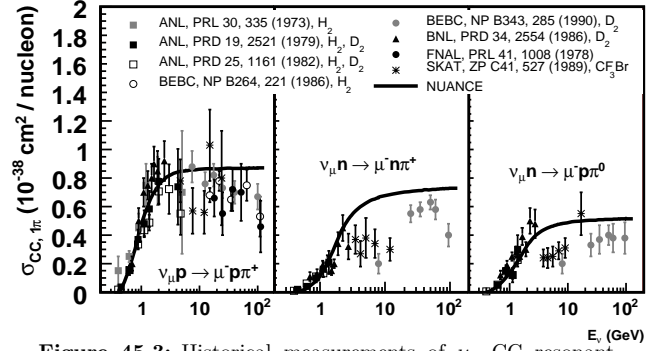 ANL, PRL 30, 335 (1973), H₂
ANL, PRD 19, 2521 (1979), H₂, D₂
ANL, PRD 25, 1161 (1982), H₂, D₂
BEBC, NP B264, 221 (1986), H₂
BEBC, NP B343, 285 (1990), D₂
BNL, PRD 34, 2554 (1986), D₂
FNAL, PRL 41, 1008 (1978)
SKAT, ZP C41, 527 (1989), CF₃Br
NUANCE
σCC, 1π (10⁻³⁸ cm² / nucleon)
2
1.8
1.6
1.4
1.2
1
0.8
0.6
0.4
0.2
0
νμp → μ⁻pπ⁺
νμn → μ⁻nπ⁺
νμn → μ⁻pπ⁰
1 10 10²
1 10 10²
1 10 10²
Eν (GeV)
Figure 45.3: Historical measurements of νμ CC resonant